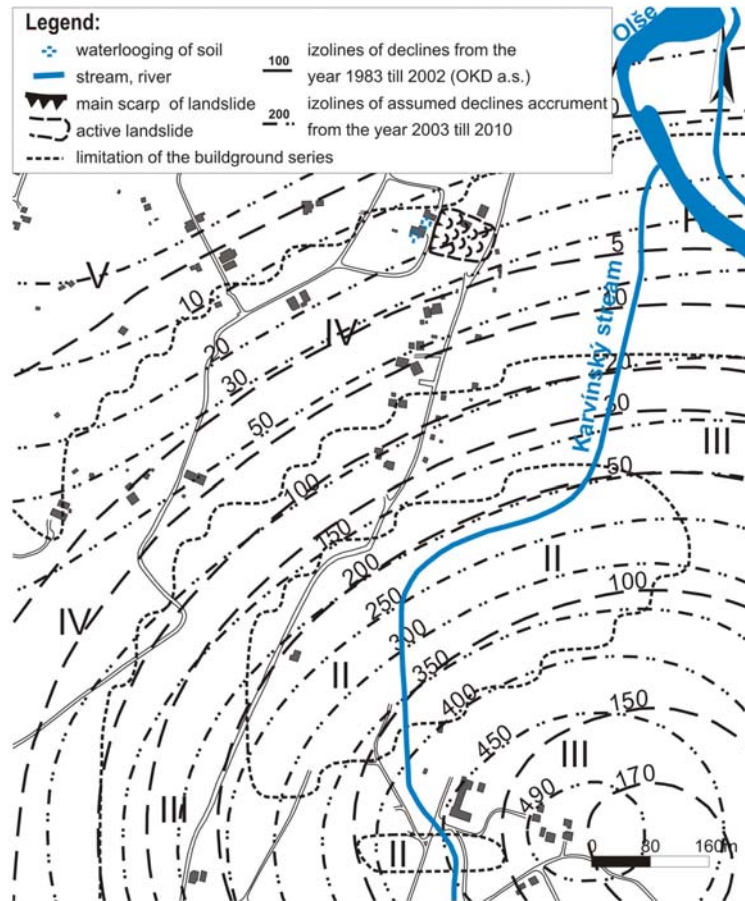 Legend:
waterlooging of soil
stream, river
main scarp of landslide
active landslide
limitation of the buildground series
100 izolines of declines from the
year 1983 till 2002 (OKD a.s.)
200 izolines of assumed declines accrument
from the year 2003 till 2010
Olše
0
V
5
10
10
IV
20
20
Karvínský stream
30
30
50
III
50
100
150
II
200
100
250
IV
300
II
350
400
150
450
III
III
490
170
II
0 80 160m